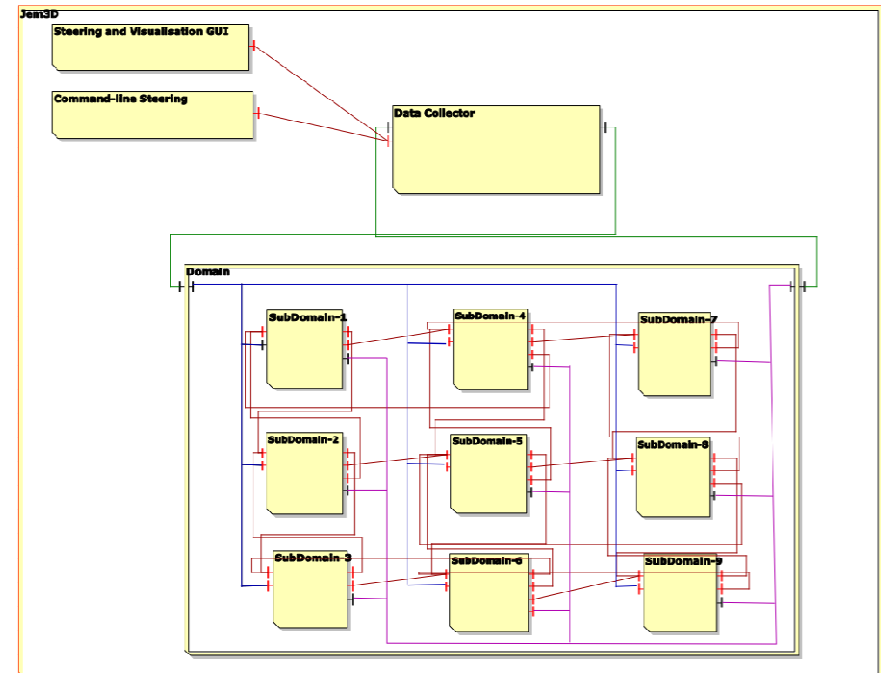 Jem3D
Steering and Visualisation GUI
Command-line Steering
Data Collector
Domain
SubDomain-1
SubDomain-4
SubDomain-7
SubDomain-2
SubDomain-5
SubDomain-8
SubDomain-3
SubDomain-6
SubDomain-9